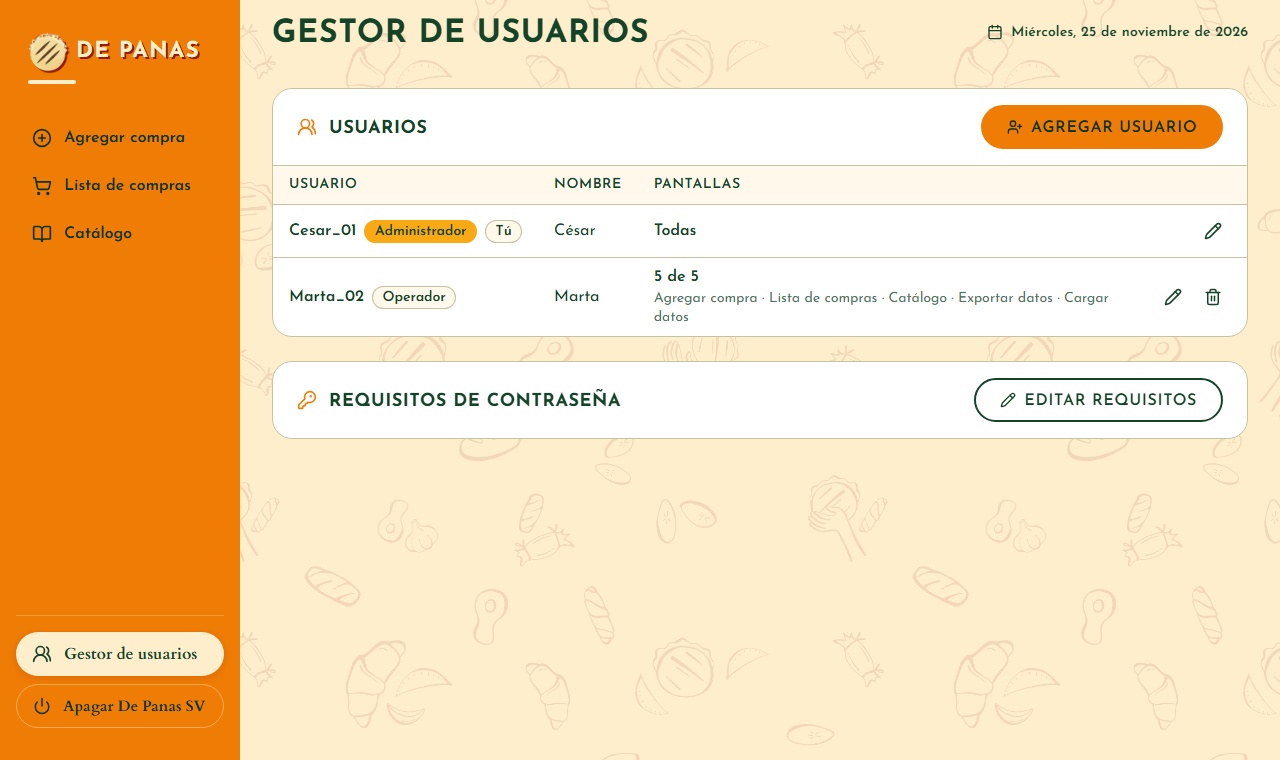 DE PANAS
Agregar compra
Lista de compras
Catálogo
Gestor de usuarios
Apagar De Panas SV
GESTOR DE USUARIOS
Miércoles, 25 de noviembre de 2026
USUARIOS
AGREGAR USUARIO
USUARIO NOMBRE PANTALLAS
Cesar_01 Administrador Tú César Todas
Marta_02 Operador Marta 5 de 5
Agregar compra · Lista de compras · Catálogo · Exportar datos · Cargar
datos
REQUISITOS DE CONTRASEÑA
EDITAR REQUISITOS